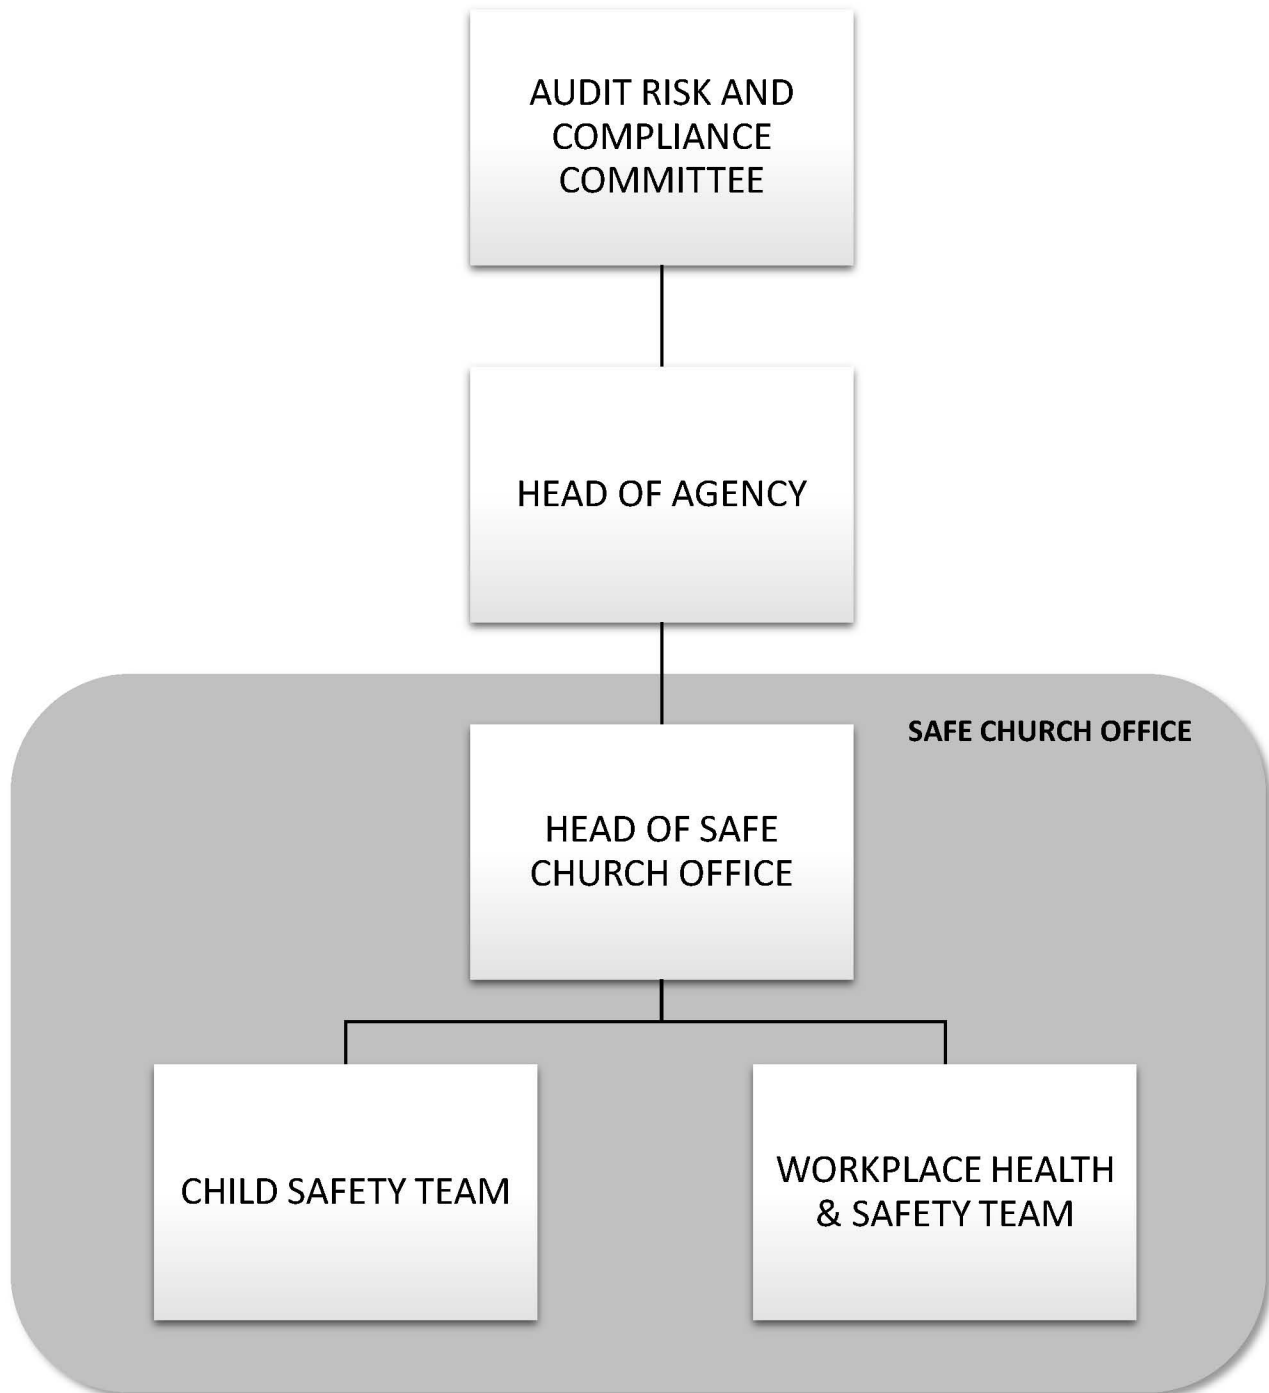 AUDIT RISK AND
COMPLIANCE
COMMITTEE
HEAD OF AGENCY
SAFE CHURCH OFFICE
HEAD OF SAFE
CHURCH OFFICE
CHILD SAFETY TEAM
WORKPLACE HEALTH
& SAFETY TEAM